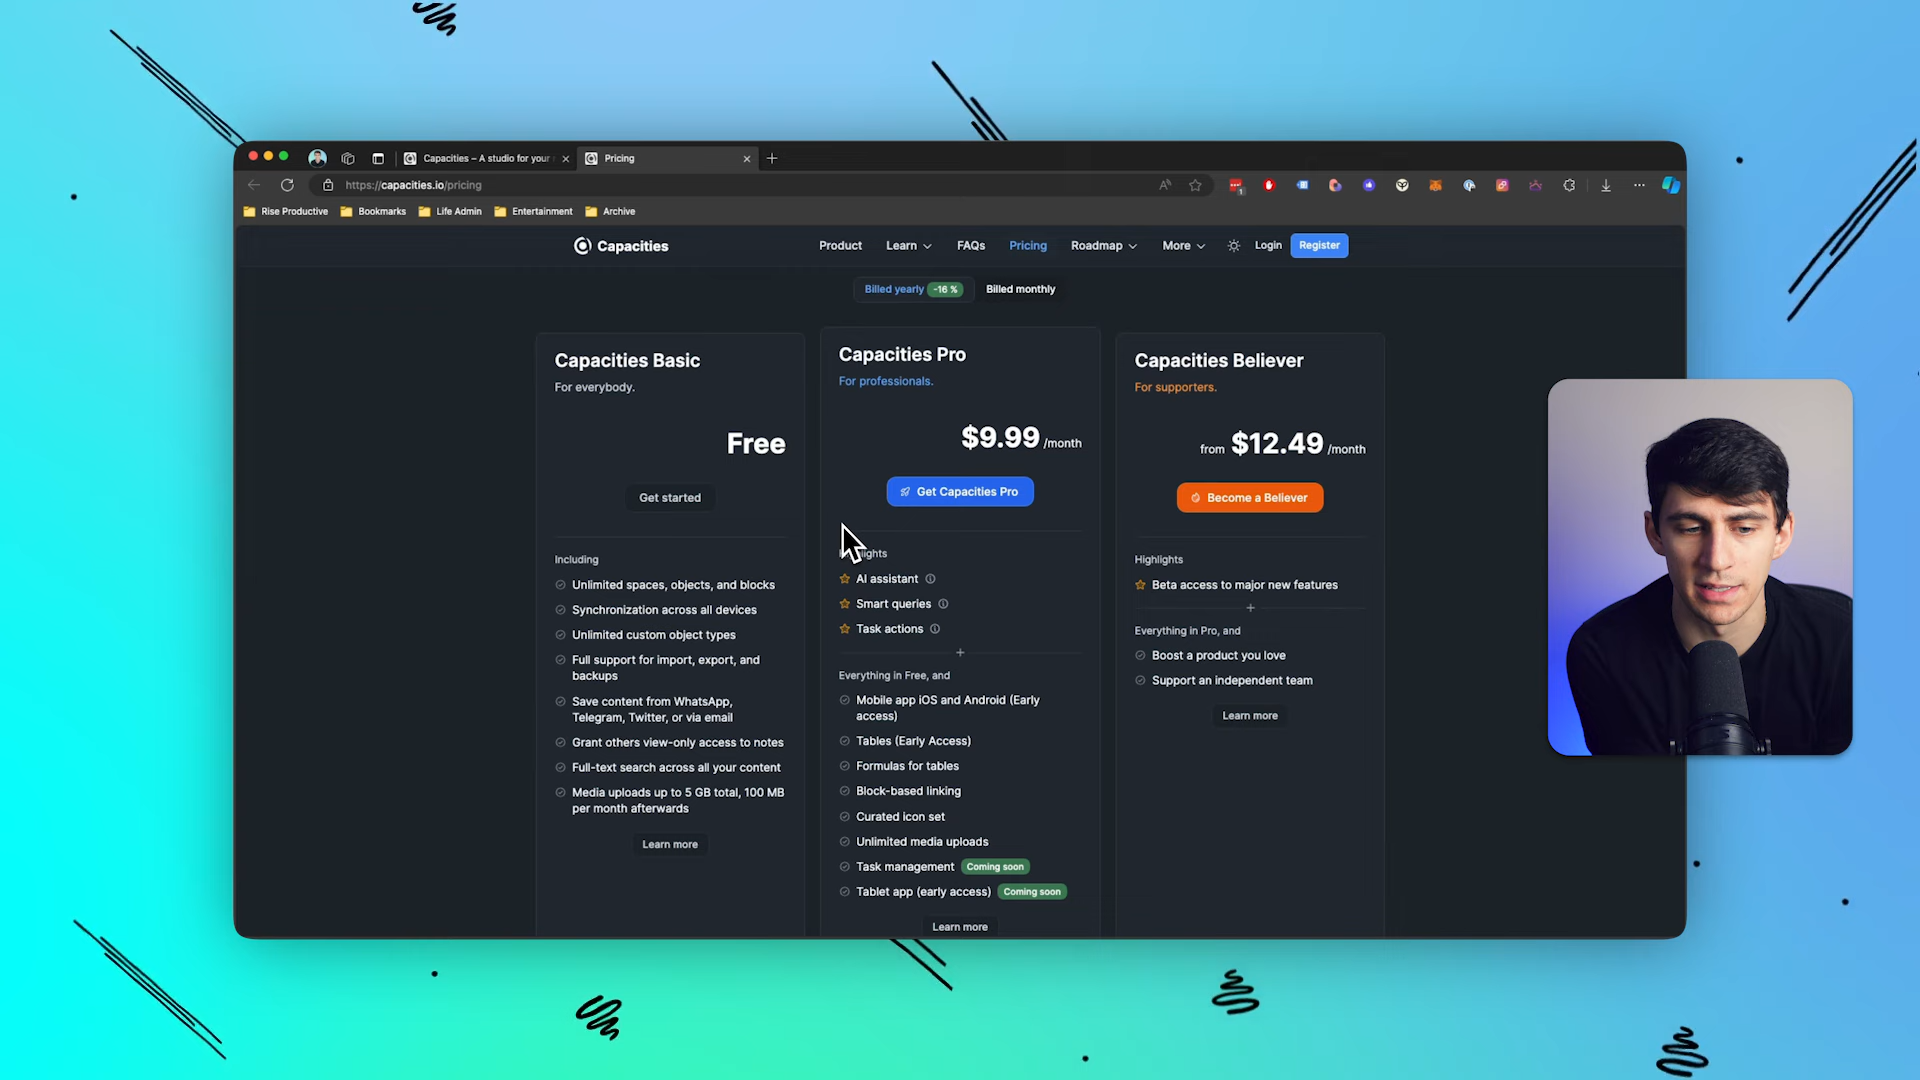 Capacities – A studio for your
Pricing
https://capacities.io/pricing
Rise Productive
Bookmarks
Life Admin
Entertainment
Archive
Capacities
Product
Learn
FAQs
Pricing
Roadmap
More
Login
Register
Billed yearly -16 %
Billed monthly
Capacities Basic
For everybody.
Free
Get started
Including
Unlimited spaces, objects, and blocks
Synchronization across all devices
Unlimited custom object types
Full support for import, export, and
backups
Save content from WhatsApp,
Telegram, Twitter, or via email
Grant others view-only access to notes
Full-text search across all your content
Media uploads up to 5 GB total, 100 MB
per month afterwards
Learn more
Capacities Pro
For professionals.
$9.99 /month
Get Capacities Pro
AI assistant
Smart queries
Task actions
+
Everything in Free, and
Mobile app iOS and Android (Early
access)
Tables (Early Access)
Formulas for tables
Block-based linking
Curated icon set
Unlimited media uploads
Task management Coming soon
Tablet app (early access) Coming soon
Learn more
Capacities Believer
For supporters.
from $12.49 /month
Become a Believer
Highlights
Beta access to major new features
+
Everything in Pro, and
Boost a product you love
Support an independent team
Learn more